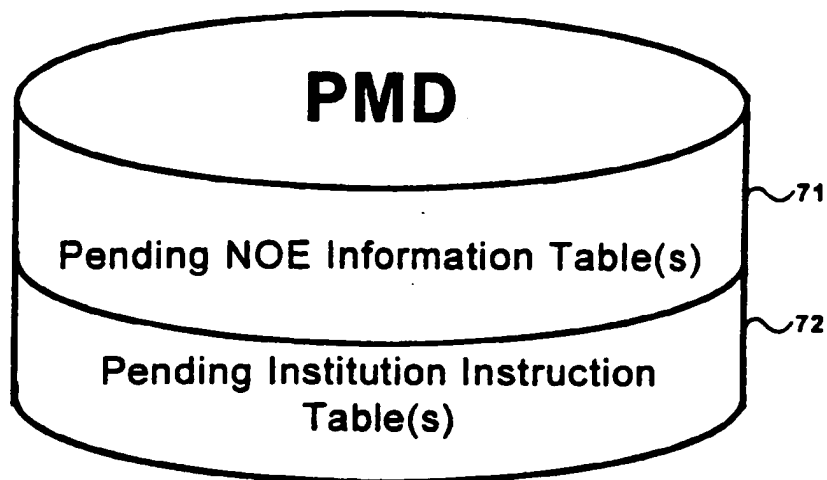 PMD
71
Pending NOE Information Table(s)
72
Pending Institution Instruction
Table(s)